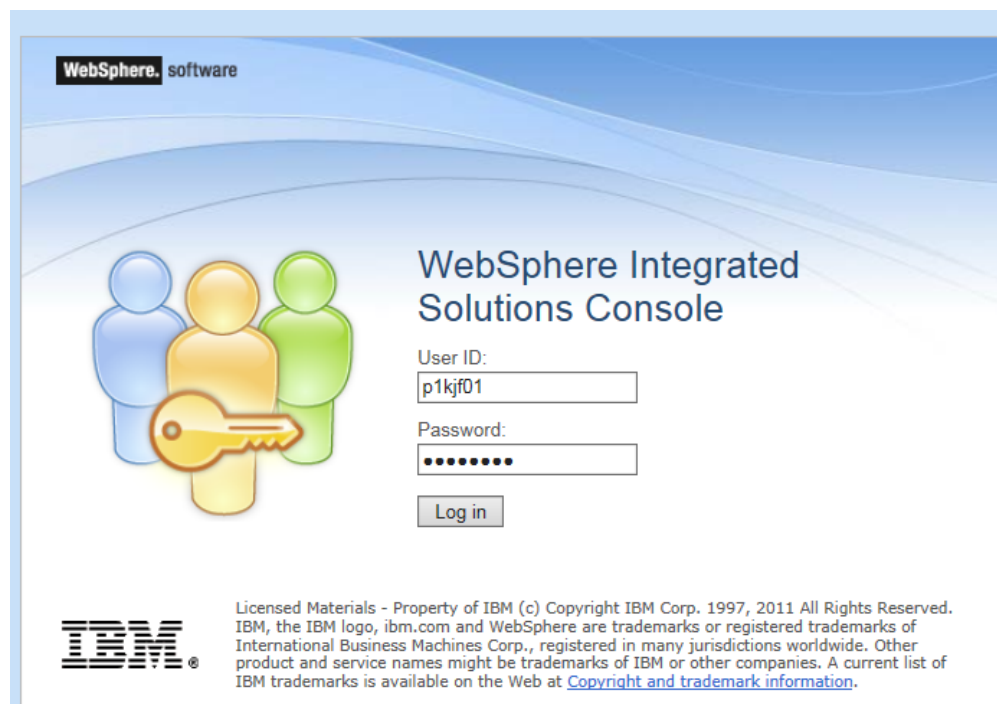 WebSphere. software
WebSphere Integrated
Solutions Console
User ID:
p1kjf01
Password:
••••••••
Log in
IBM®
Licensed Materials - Property of IBM (c) Copyright IBM Corp. 1997, 2011 All Rights Reserved.
IBM, the IBM logo, ibm.com and WebSphere are trademarks or registered trademarks of
International Business Machines Corp., registered in many jurisdictions worldwide. Other
product and service names might be trademarks of IBM or other companies. A current list of
IBM trademarks is available on the Web at Copyright and trademark information.